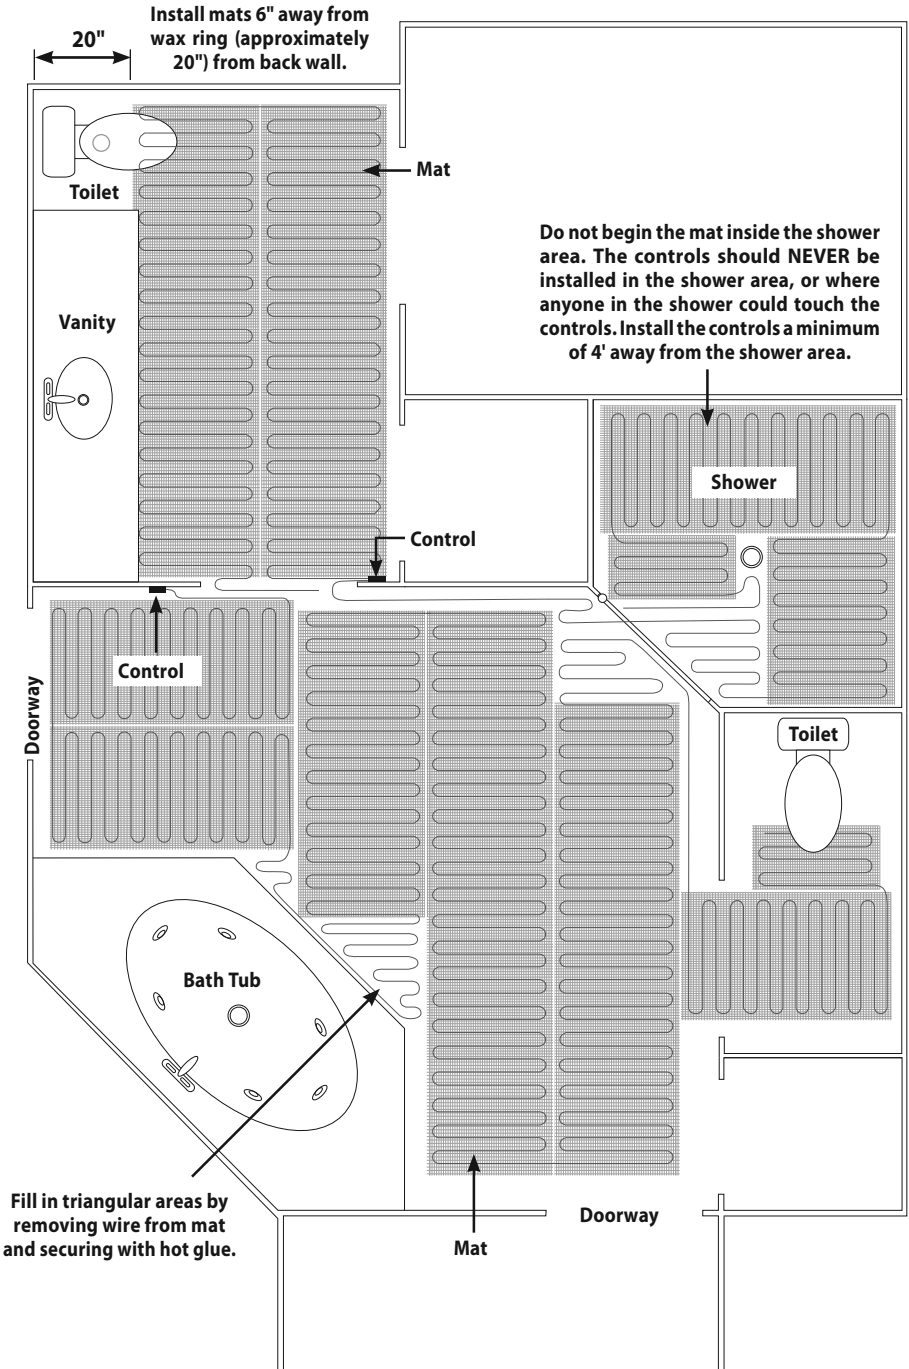 Install mats 6" away from
wax ring (approximately
20") from back wall.
20"
Toilet
Mat
Do not begin the mat inside the shower
area. The controls should NEVER be
installed in the shower area, or where
anyone in the shower could touch the
controls. Install the controls a minimum
of 4' away from the shower area.
Vanity
Shower
Control
Control
Doorway
Toilet
Bath Tub
Fill in triangular areas by
removing wire from mat
and securing with hot glue.
Doorway
Mat